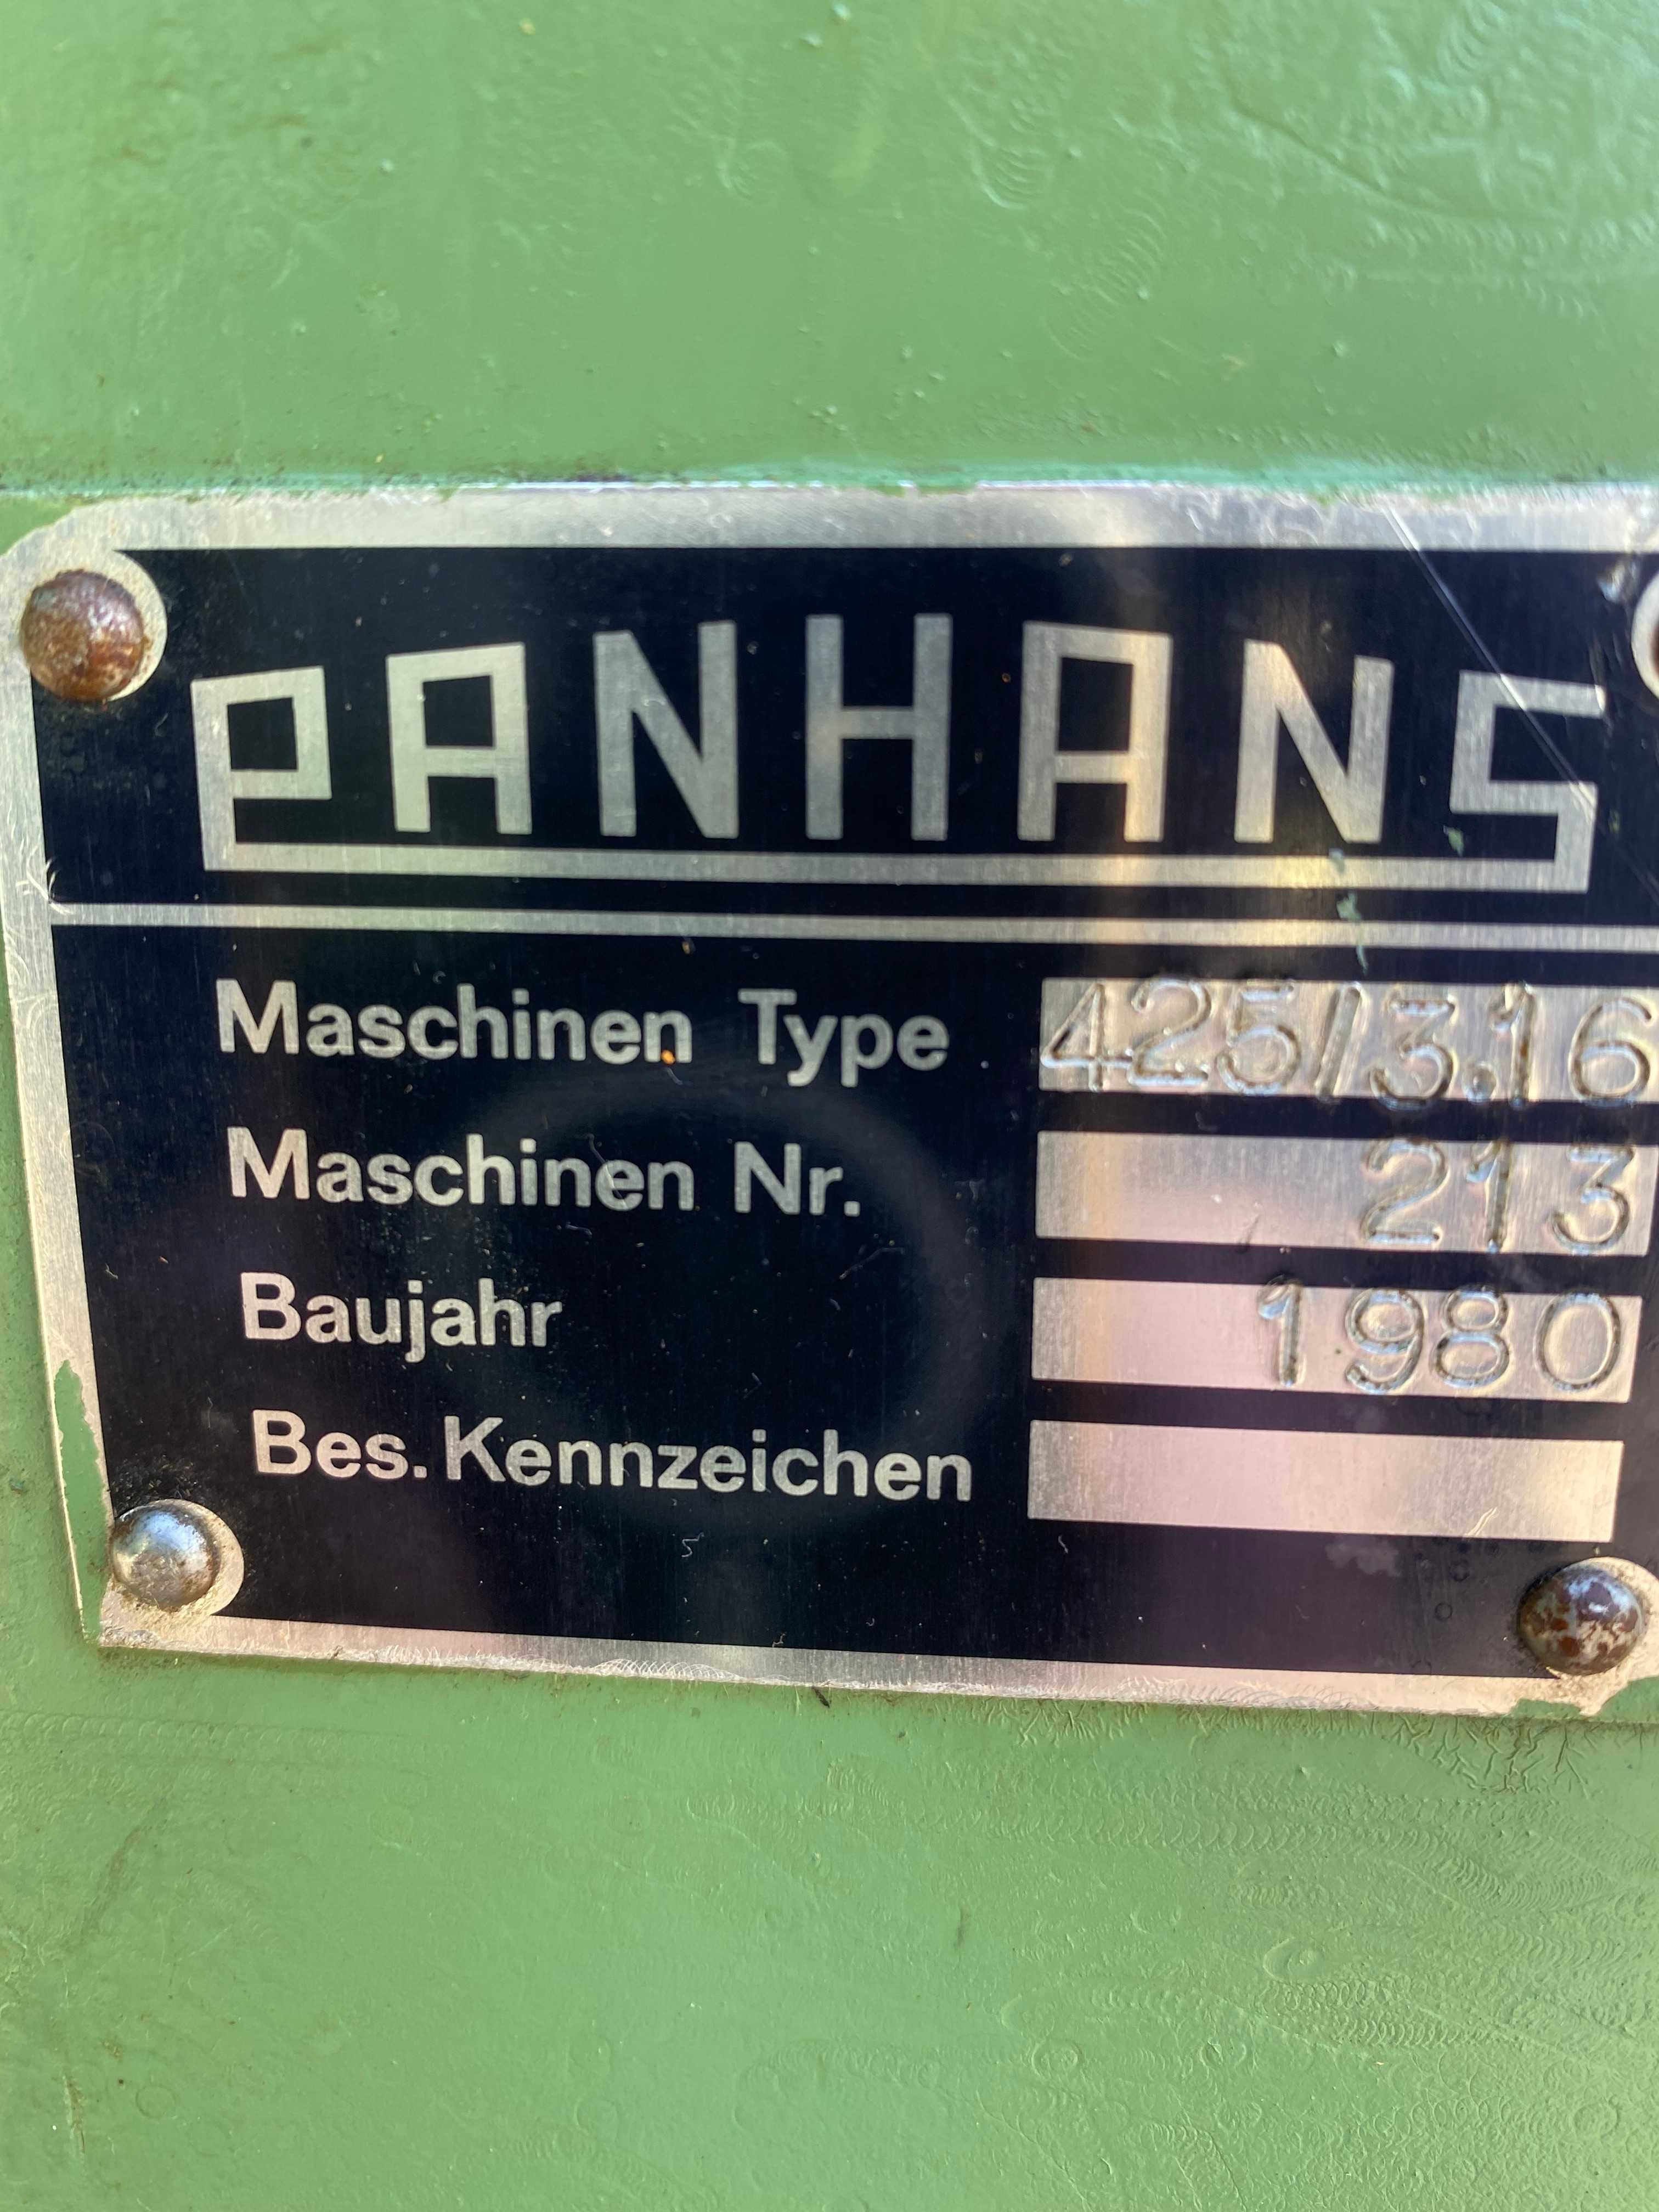 PANHANS
Maschinen Type 425/3.16
Maschinen Nr. 213
Baujahr 1980
Bes. Kennzeichen